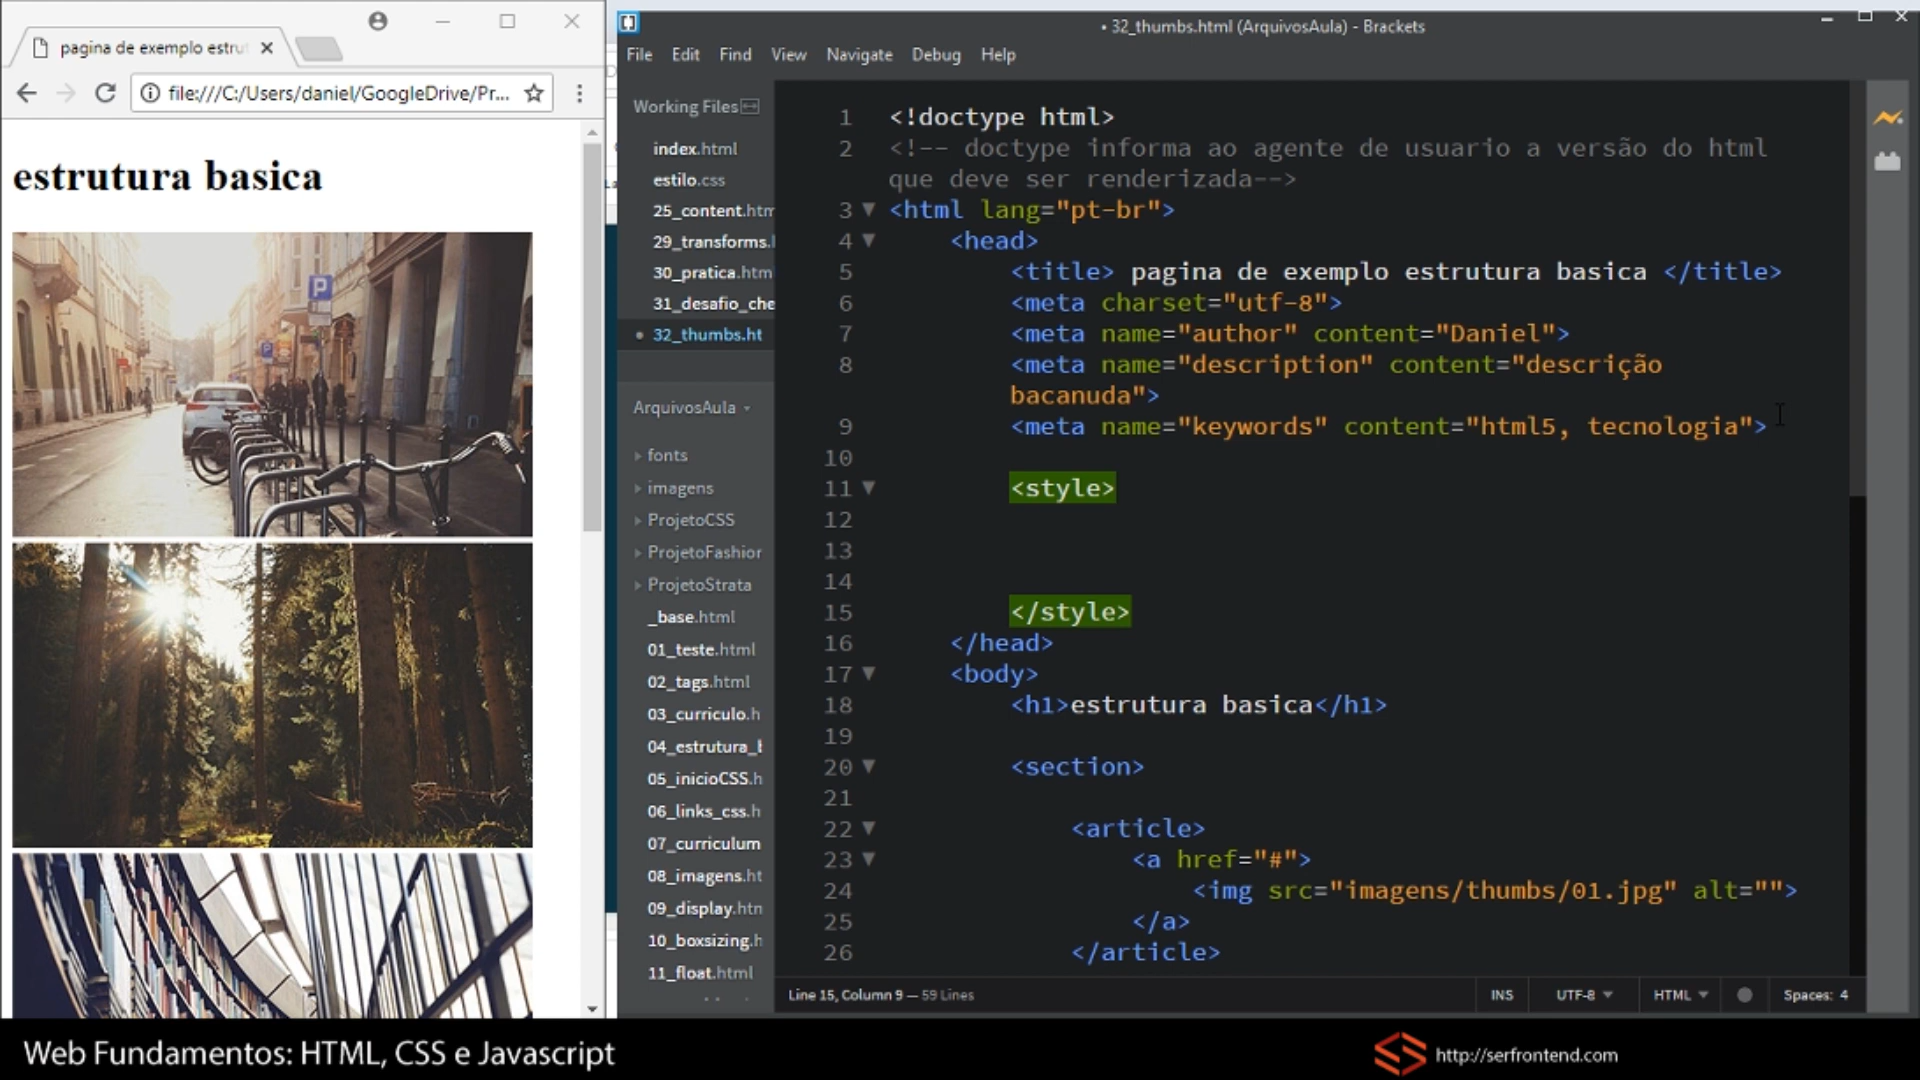 pagina de exemplo estru
file:///C:/Users/daniel/GoogleDrive/Pr...
estrutura basica
P
• 32_thumbs.html (ArquivosAula) - Brackets
File Edit Find View Navigate Debug Help
Working Files
index.html
estilo.css
25_content.htm
29_transforms.
30_pratica.htm
31_desafio_che
32_thumbs.ht
ArquivosAula
fonts
imagens
ProjetoCSS
ProjetoFashior
ProjetoStrata
_base.html
01_teste.html
02_tags.html
03_curriculo.h
04_estrutura_b
05_inicioCSS.h
06_links_css.h
07_curriculum
08_imagens.ht
09_display.htm
10_boxsizing.h
11_float.html
1 <!doctype html>
2 <!-- doctype informa ao agente de usuario a versão do html
que deve ser renderizada-->
3 <html lang="pt-br">
4 <head>
5 <title> pagina de exemplo estrutura basica </title>
6 <meta charset="utf-8">
7 <meta name="author" content="Daniel">
8 <meta name="description" content="descrição
bacanuda">
9 <meta name="keywords" content="html5, tecnologia">
10
11 <style>
12
13
14
15 </style>
16 </head>
17 <body>
18 <h1>estrutura basica</h1>
19
20 <section>
21
22 <article>
23 <a href="#">
24 <img src="imagens/thumbs/01.jpg" alt="">
25 </a>
26 </article>
Line 15, Column 9 — 59 Lines
INS UTF-8 HTML Spaces: 4
Web Fundamentos: HTML, CSS e Javascript
http://serfrontend.com